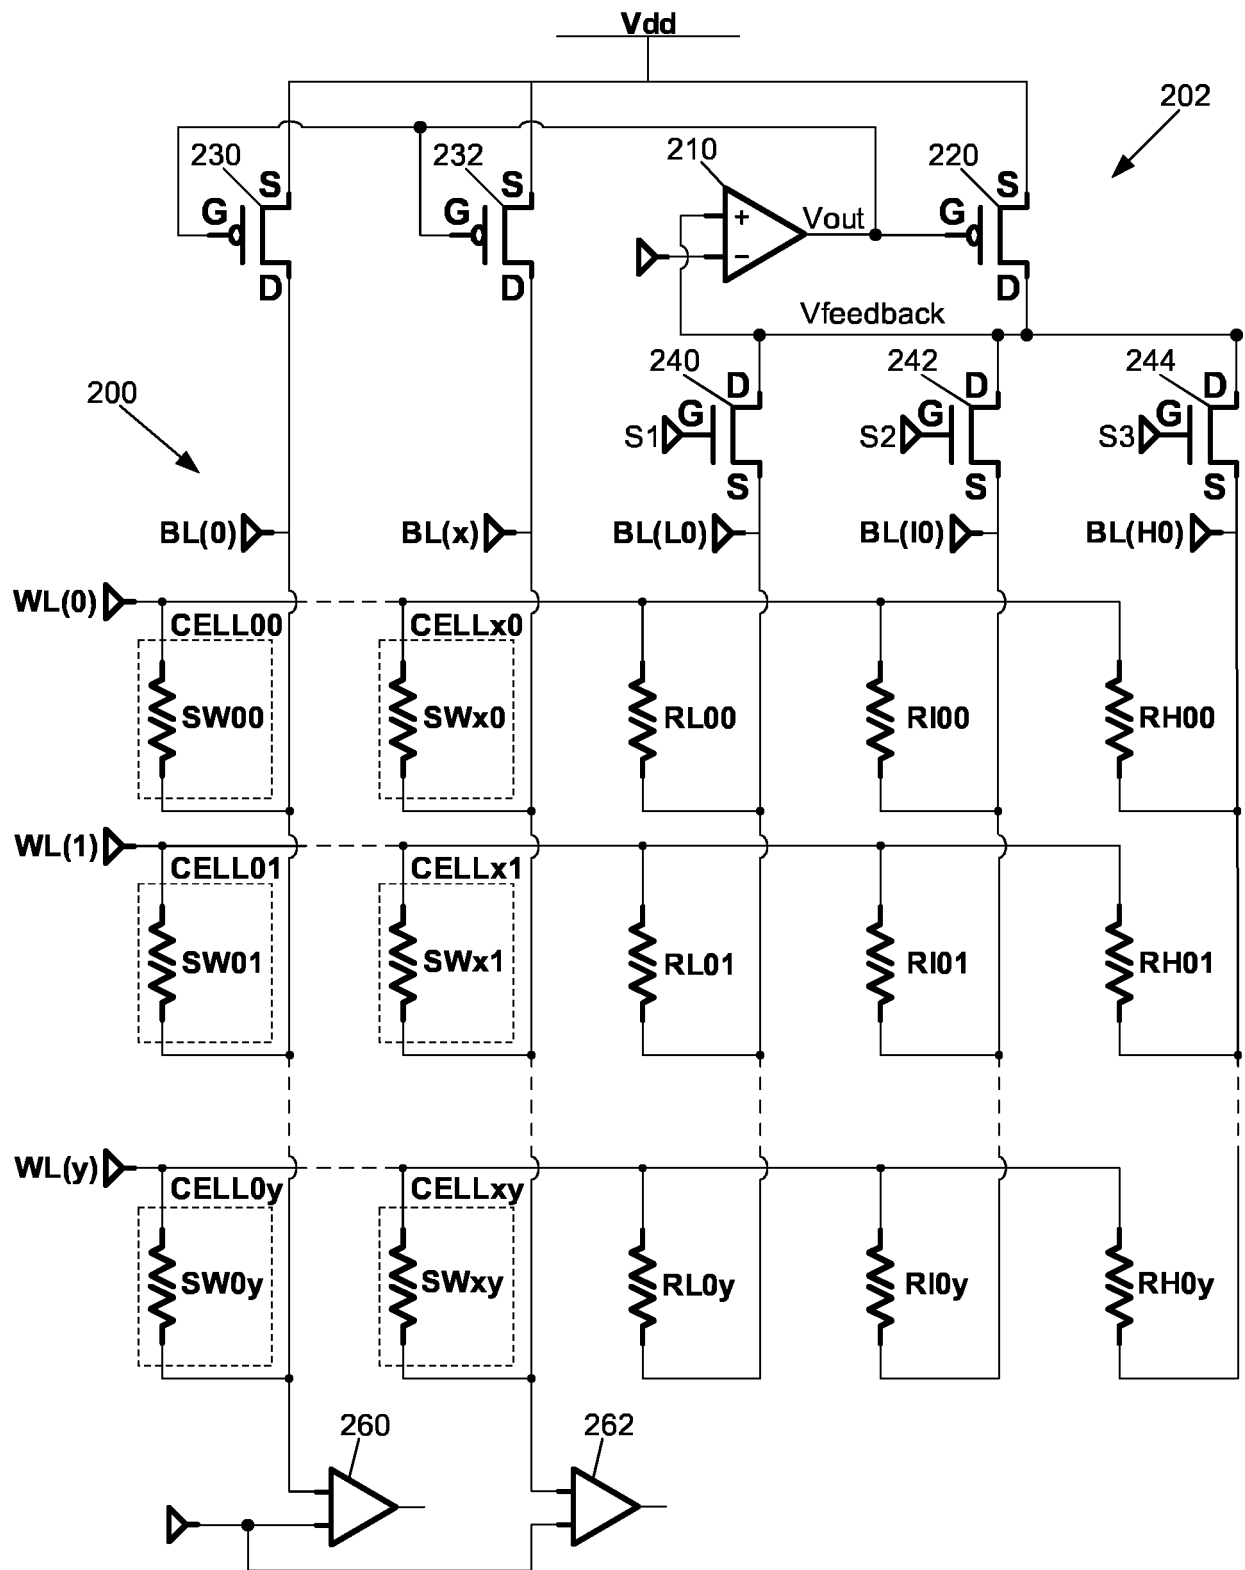 Vdd
202
230
232
210
220
S
S
S
G
G
+
Vout
G
−
D
D
D
Vfeedback
240
242
244
200
D
D
D
G
G
G
S1
S2
S3
S
S
S
BL(0)
BL(x)
BL(L0)
BL(I0)
BL(H0)
WL(0)
CELL00
CELLx0
SW00
SWx0
RL00
RI00
RH00
WL(1)
CELL01
CELLx1
SW01
SWx1
RL01
RI01
RH01
WL(y)
CELL0y
CELLxy
SW0y
SWxy
RL0y
RI0y
RH0y
260
262